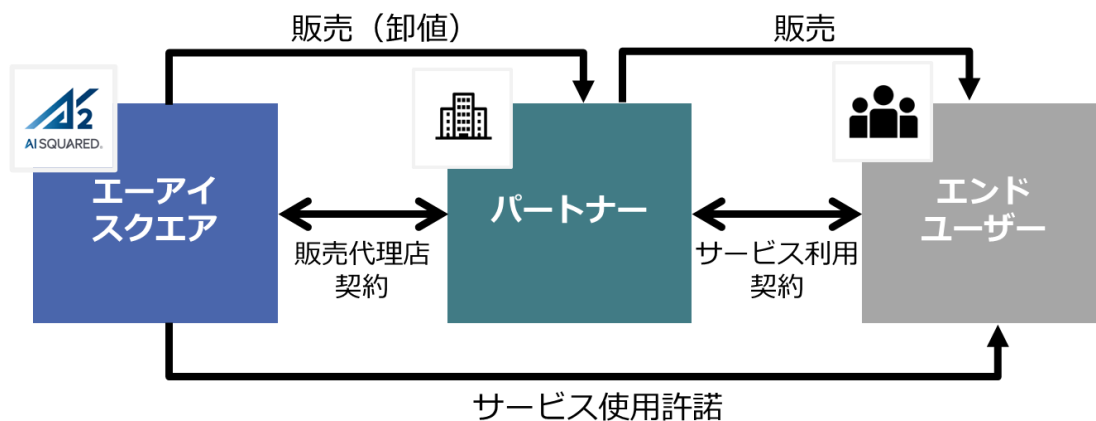 販売（卸値）
販売
AI SQUARED
エーアイ
スクエア
パートナー
エンド
ユーザー
販売代理店
契約
サービス利用
契約
サービス使用許諾